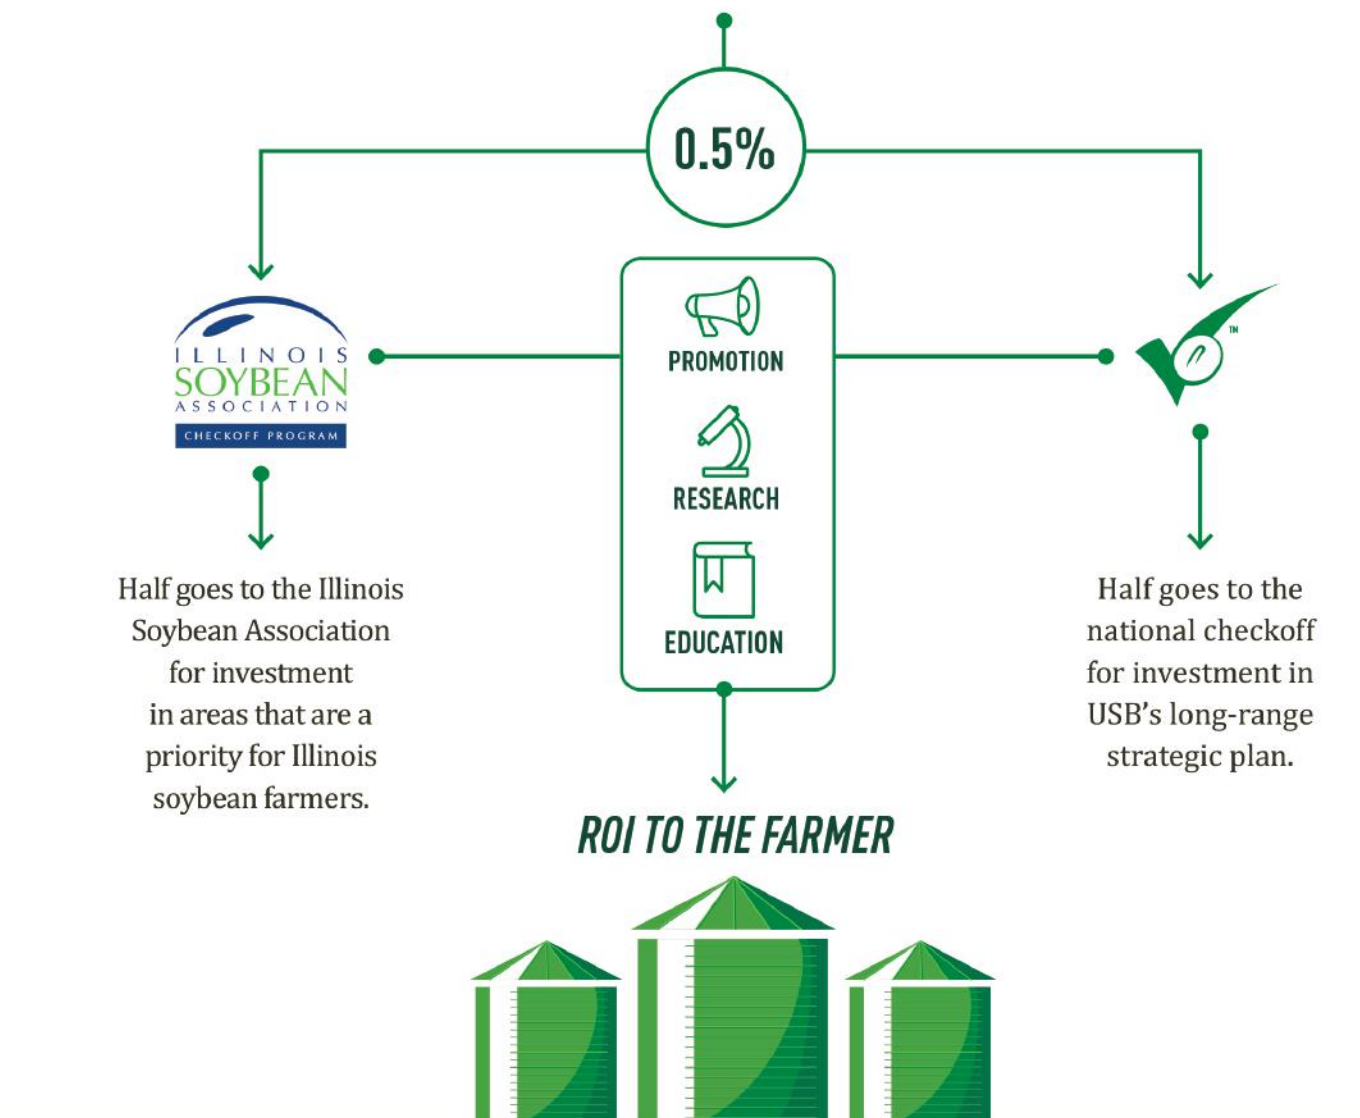 0.5%
ILLINOIS
SOYBEAN
ASSOCIATION
CHECKOFF PROGRAM
PROMOTION
RESEARCH
EDUCATION
TM
Half goes to the Illinois
Soybean Association
for investment
in areas that are a
priority for Illinois
soybean farmers.
Half goes to the
national checkoff
for investment in
USB’s long-range
strategic plan.
ROI TO THE FARMER